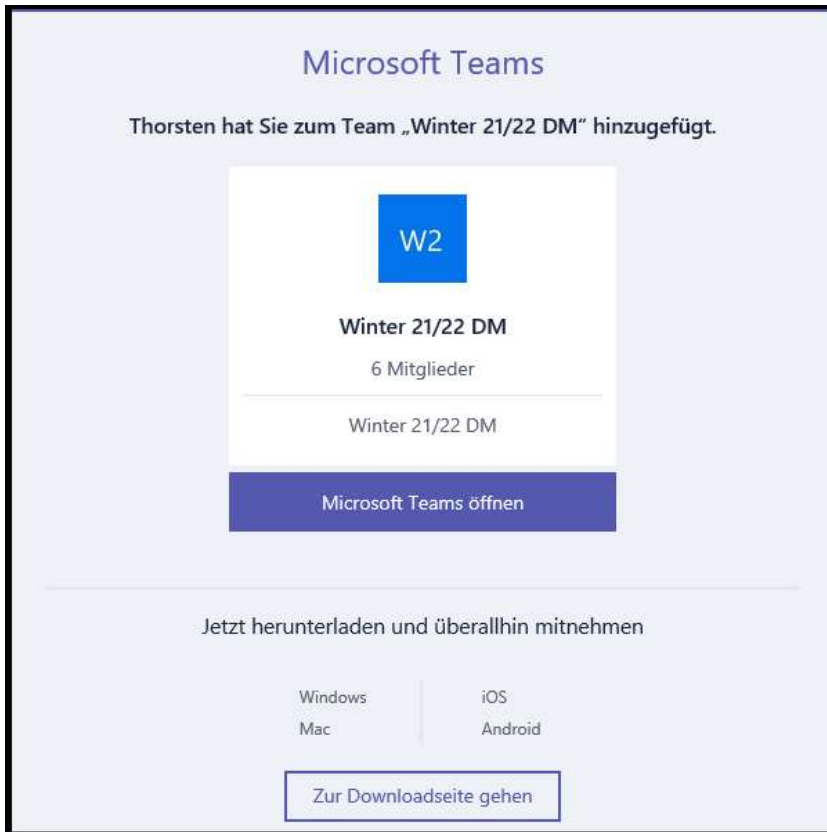 Microsoft Teams
Thorsten hat Sie zum Team „Winter 21/22 DM“ hinzugefügt.
W2
Winter 21/22 DM
6 Mitglieder
Winter 21/22 DM
Microsoft Teams öffnen
Jetzt herunterladen und überallhin mitnehmen
Windows
Mac
iOS
Android
Zur Downloadseite gehen